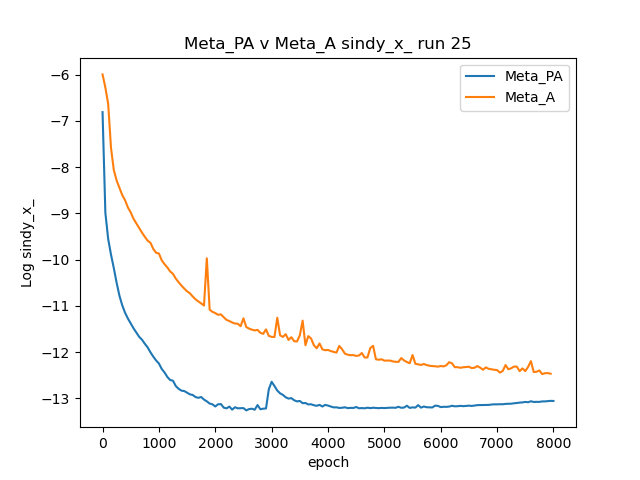 Meta_PA v Meta_A sindy_x_ run 25
Meta_PA
Meta_A
Log sindy_x_
−6
−7
−8
−9
−10
−11
−12
−13
0 1000 2000 3000 4000 5000 6000 7000 8000
epoch